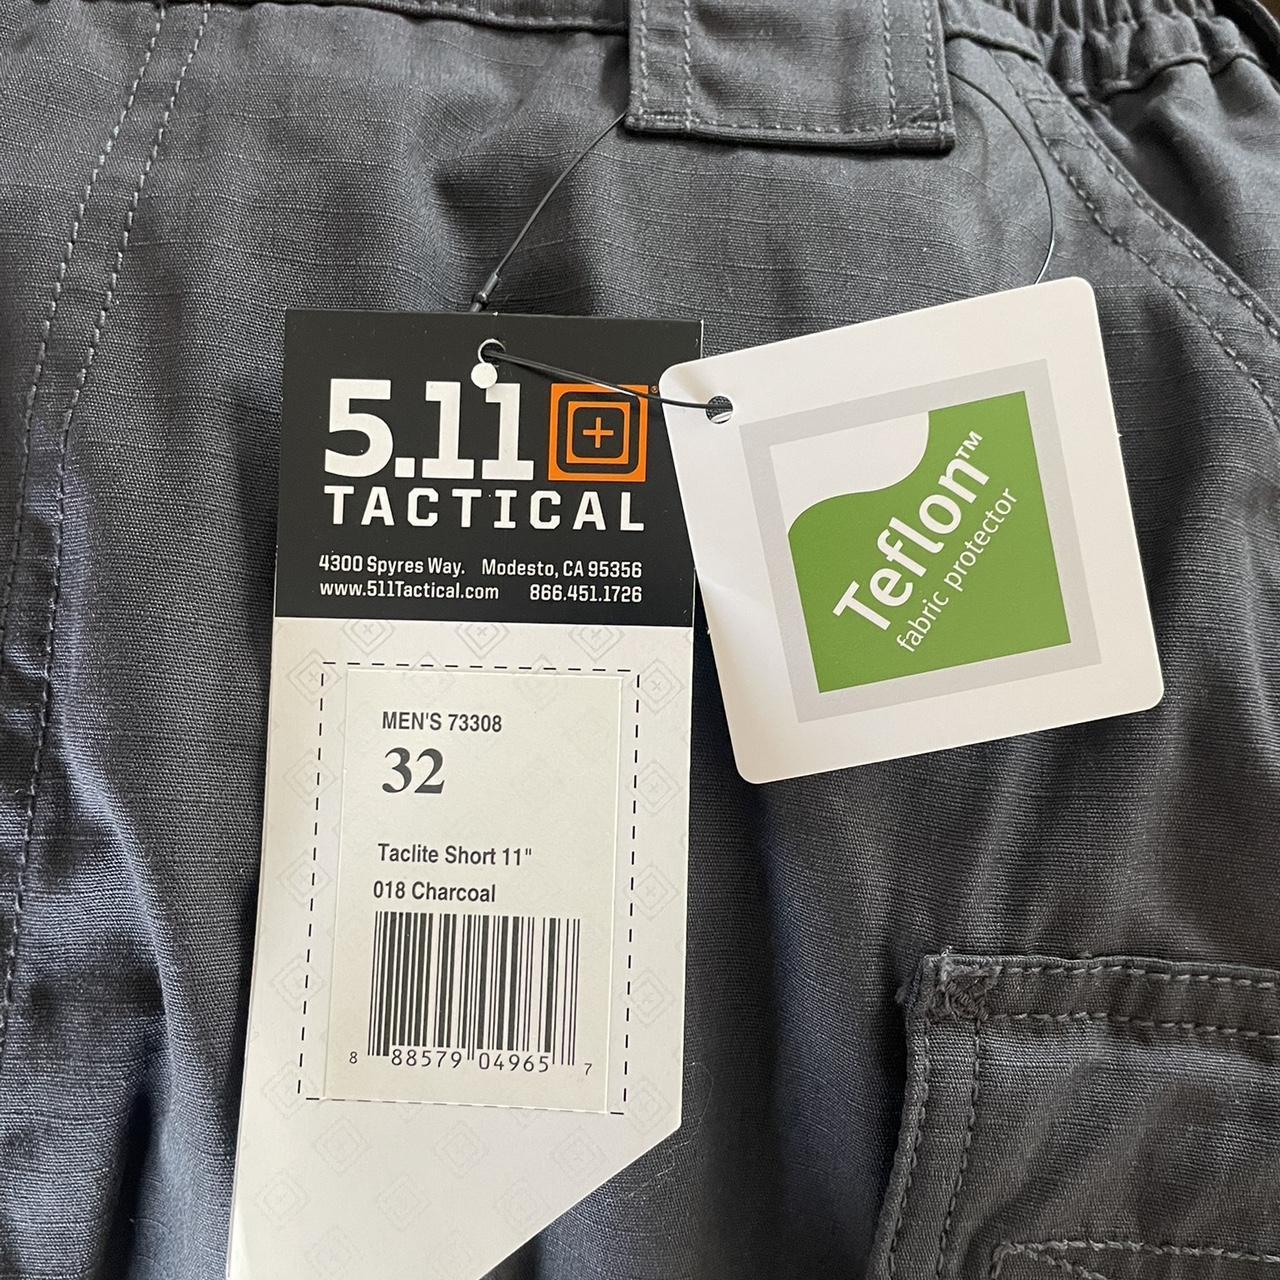 5.11®
TACTICAL
4300 Spyres Way. Modesto, CA 95356
www.511Tactical.com 866.451.1726
MEN'S 73308
32
Taclite Short 11"
018 Charcoal
8 88579 04965 7
Teflon™
fabric protector